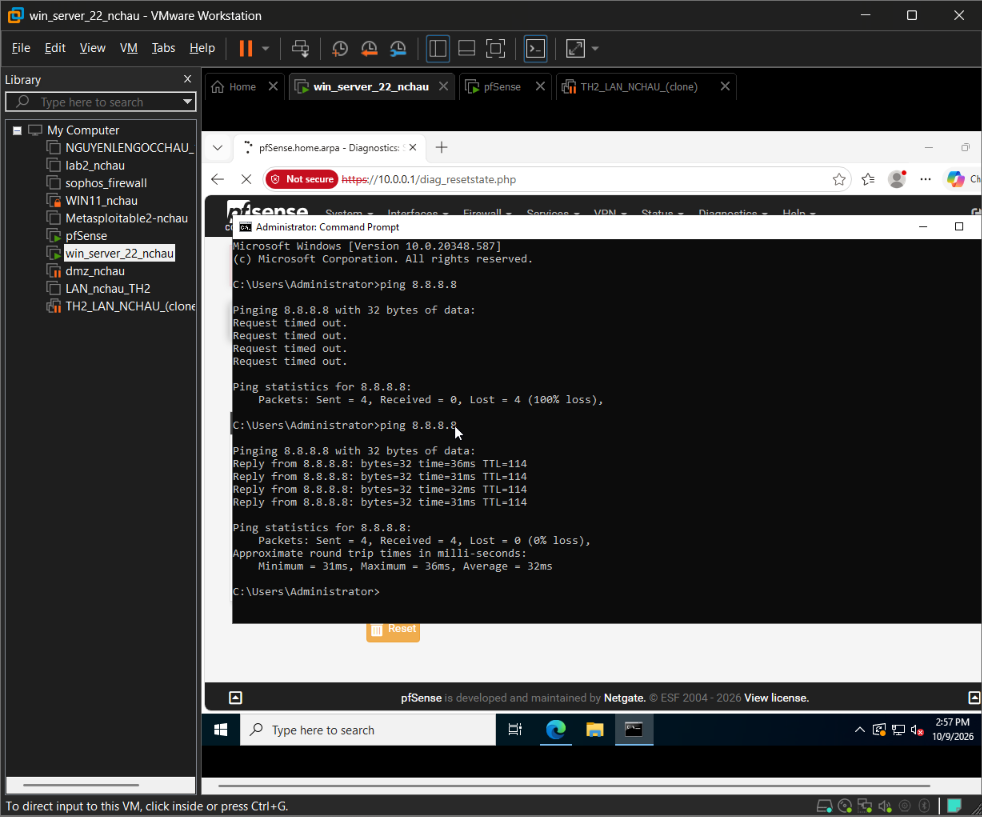 win_server_22_nchau - VMware Workstation
File Edit View VM Tabs Help
Library
Type here to search
My Computer
NGUYENLENGOCCHAU_
lab2_nchau
sophos_firewall
WIN11_nchau
Metasploitable2-nchau
pfSense
win_server_22_nchau
dmz_nchau
LAN_nchau_TH2
TH2_LAN_NCHAU_(clone
Home win_server_22_nchau pfSense TH2_LAN_NCHAU_(clone)
pfSense.home.arpa - Diagnostics: S
Not secure https://10.0.0.1/diag_resetstate.php
pfsense System Interfaces Firewall Services VPN Status Diagnostics Help
Administrator: Command Prompt
Microsoft Windows [Version 10.0.20348.587]
(c) Microsoft Corporation. All rights reserved.
C:\Users\Administrator>ping 8.8.8.8
Pinging 8.8.8.8 with 32 bytes of data:
Request timed out.
Request timed out.
Request timed out.
Request timed out.
Ping statistics for 8.8.8.8:
Packets: Sent = 4, Received = 0, Lost = 4 (100% loss),
C:\Users\Administrator>ping 8.8.8.8
Pinging 8.8.8.8 with 32 bytes of data:
Reply from 8.8.8.8: bytes=32 time=36ms TTL=114
Reply from 8.8.8.8: bytes=32 time=31ms TTL=114
Reply from 8.8.8.8: bytes=32 time=32ms TTL=114
Reply from 8.8.8.8: bytes=32 time=31ms TTL=114
Ping statistics for 8.8.8.8:
Packets: Sent = 4, Received = 4, Lost = 0 (0% loss),
Approximate round trip times in milli-seconds:
Minimum = 31ms, Maximum = 36ms, Average = 32ms
C:\Users\Administrator>
Reset
pfSense is developed and maintained by Netgate. © ESF 2004 - 2026 View license.
Type here to search
2:57 PM
10/9/2026
To direct input to this VM, click inside or press Ctrl+G.